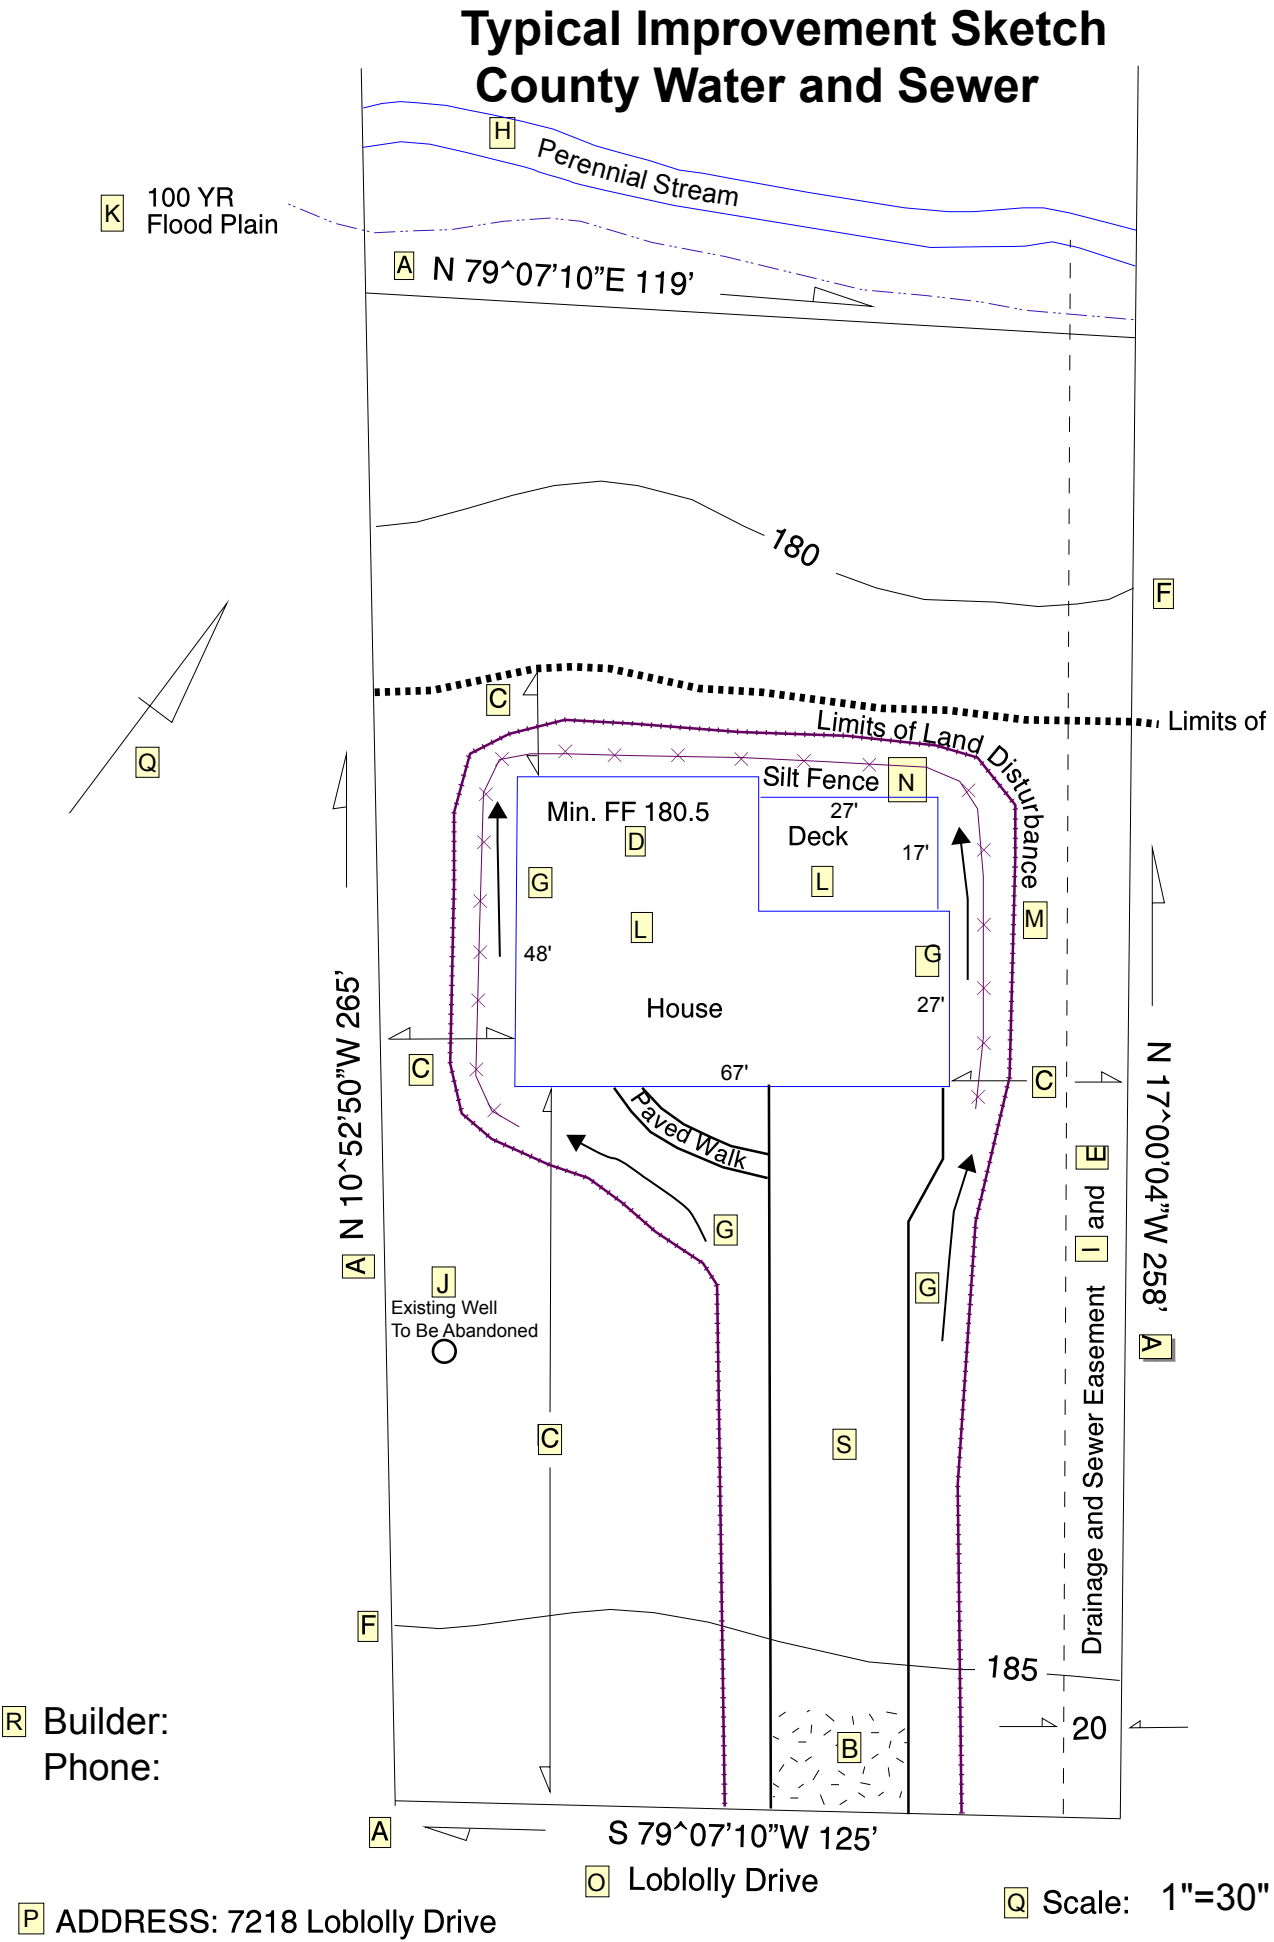 Typical Improvement Sketch
County Water and Sewer
H
Perennial Stream
K
100 YR
Flood Plain
A N 79^07'10”E 119'
180
F
C
Limits of
Q
Limits of Land Disturbance
Silt Fence N
Min. FF 180.5
27'
D
Deck
17'
G
L
L
M
48'
G
27'
House
67'
C
C
N 10^52'50”W 265'
A
N 17^00'04”W 258'
A
Paved Walk
G
G
J
Existing Well
To Be Abandoned
Drainage and Sewer Easement I and E
C
S
F
185
R Builder:
Phone:
20
B
A
S 79^07'10”W 125'
O Loblolly Drive
Q Scale: 1"=30"
P ADDRESS: 7218 Loblolly Drive